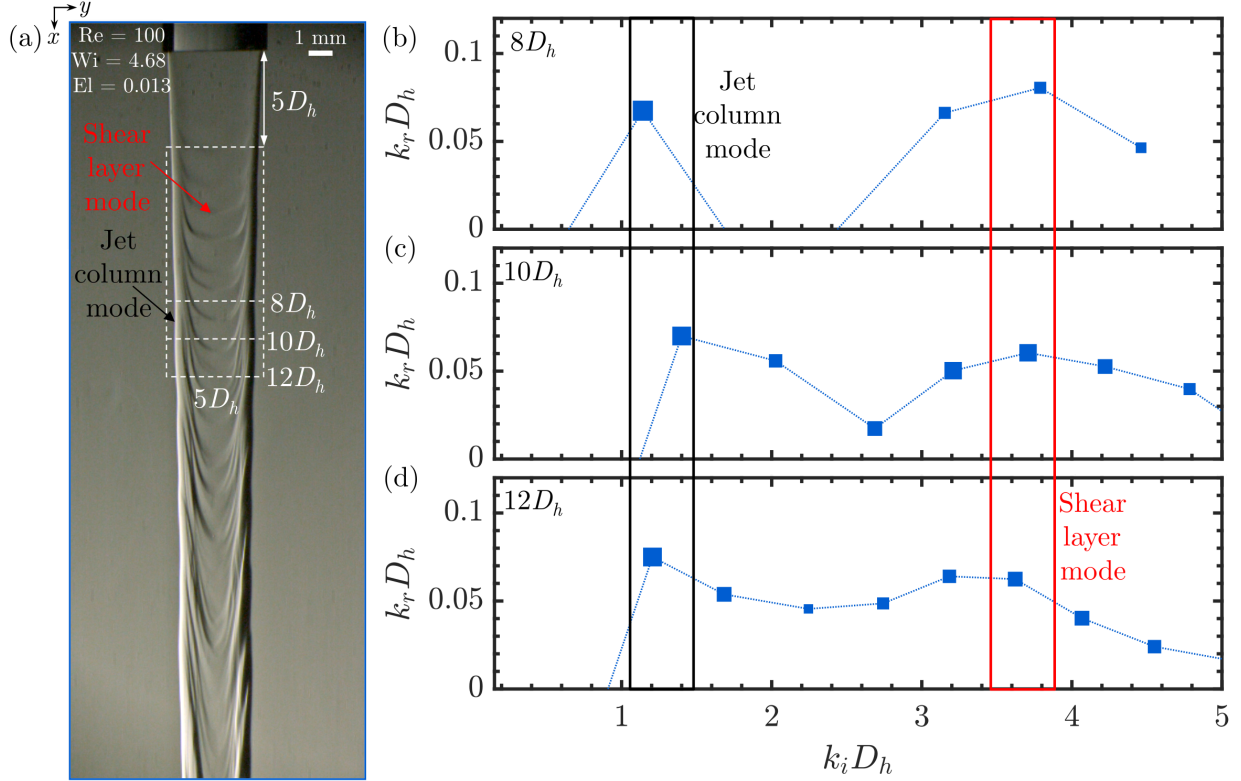 y
x
(a)
Re = 100
Wi = 4.68
El = 0.013
1 mm
5D_h
Shear
layer
mode
Jet
column
mode
8D_h
10D_h
12D_h
5D_h
(b)
8D_h
0.1
0.05
0
k_r D_h
Jet
column
mode
(c)
10D_h
0.1
0.05
0
k_r D_h
(d)
12D_h
0.1
0.05
0
k_r D_h
Shear
layer
mode
1 2 3 4 5
k_i D_h